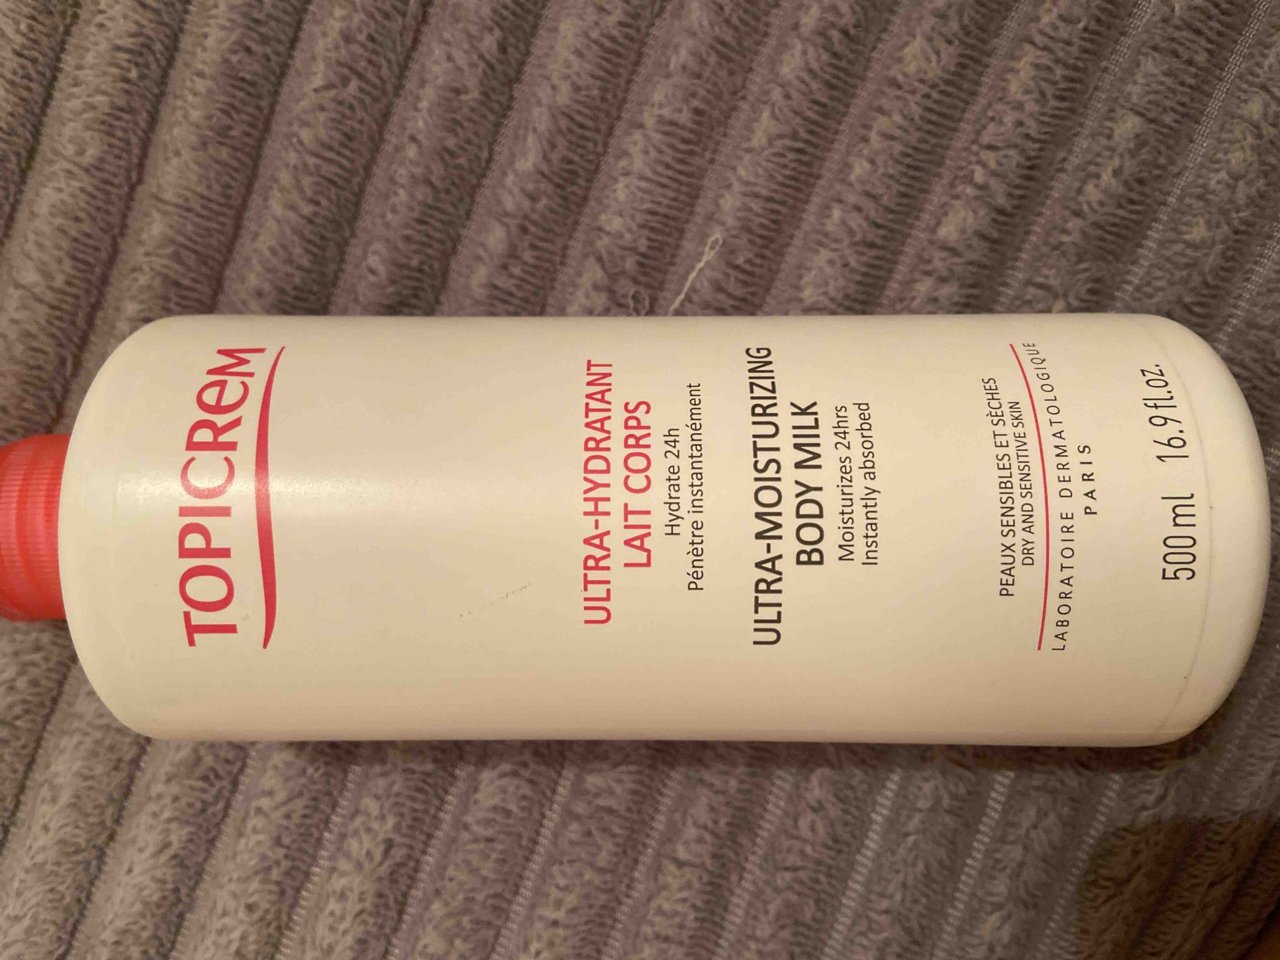 TOPICREM
ULTRA-HYDRATANT
LAIT CORPS
Hydrate 24h
Pénètre instantanément
ULTRA-MOISTURIZING
BODY MILK
Moisturizes 24hrs
Instantly absorbed
PEAUX SENSIBLES ET SÈCHES
DRY AND SENSITIVE SKIN
LABORATOIRE DERMATOLOGIQUE
PARIS
500 ml 16.9 fl.oz.